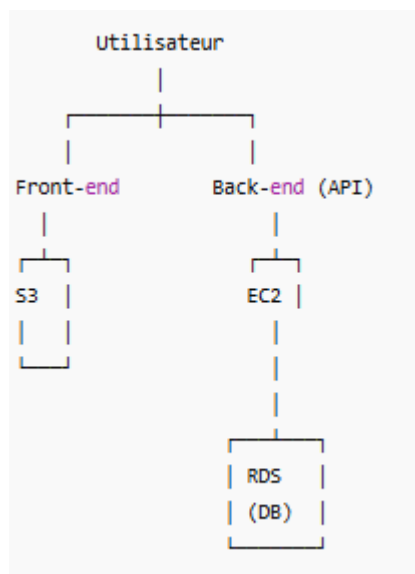 Utilisateur
Front-end Back-end (API)
S3 EC2
RDS
(DB)